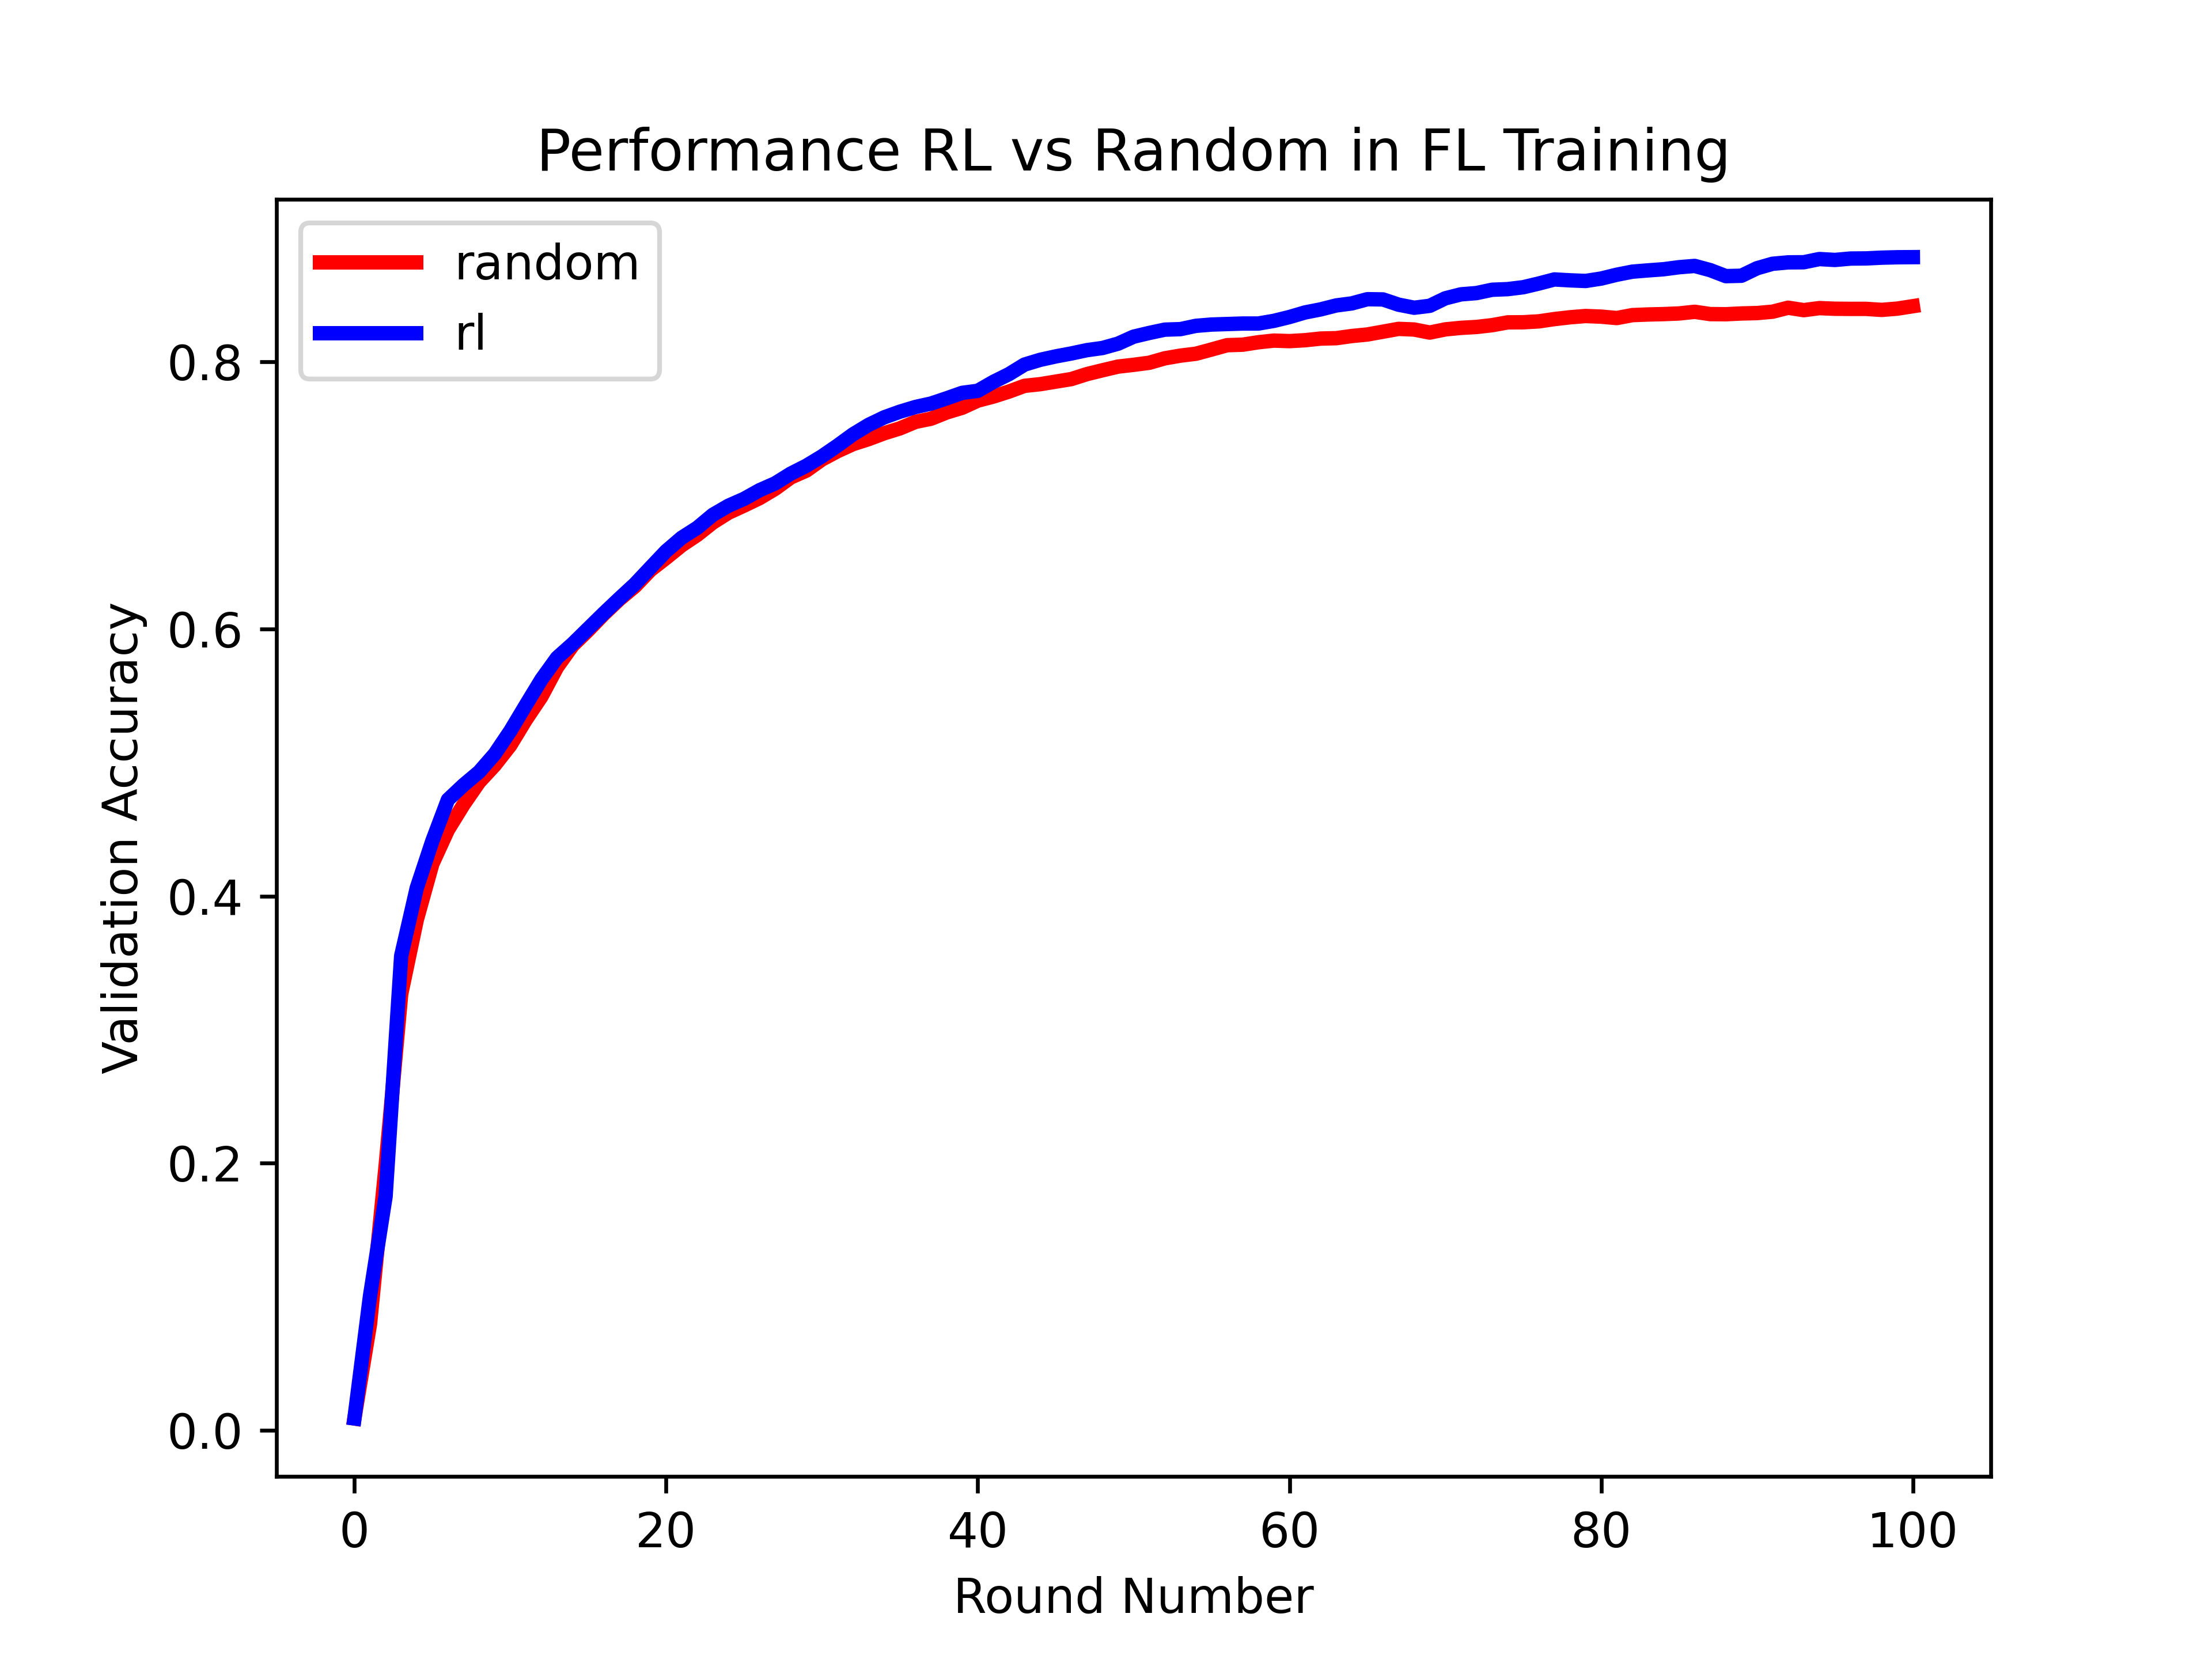 Performance RL vs Random in FL Training
random
rl
Validation Accuracy
0.8
0.6
0.4
0.2
0.0
0 20 40 60 80 100
Round Number